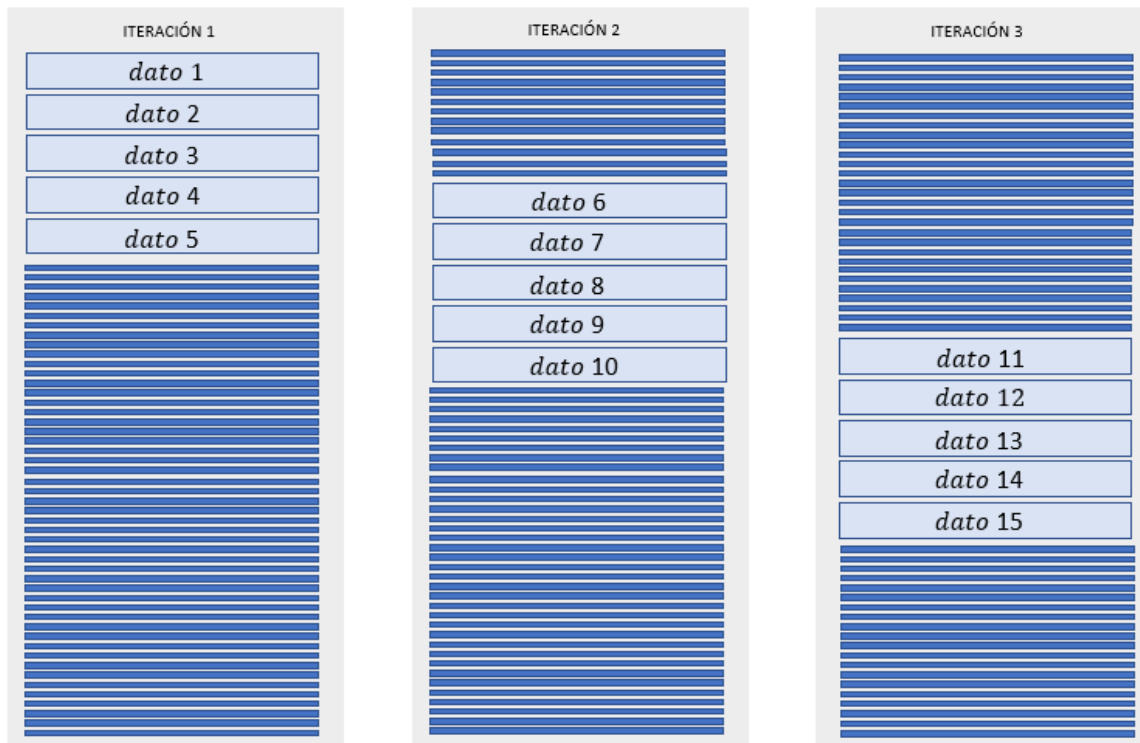 ITERACIÓN 1
dato 1
dato 2
dato 3
dato 4
dato 5
ITERACIÓN 2
dato 6
dato 7
dato 8
dato 9
dato 10
ITERACIÓN 3
dato 11
dato 12
dato 13
dato 14
dato 15